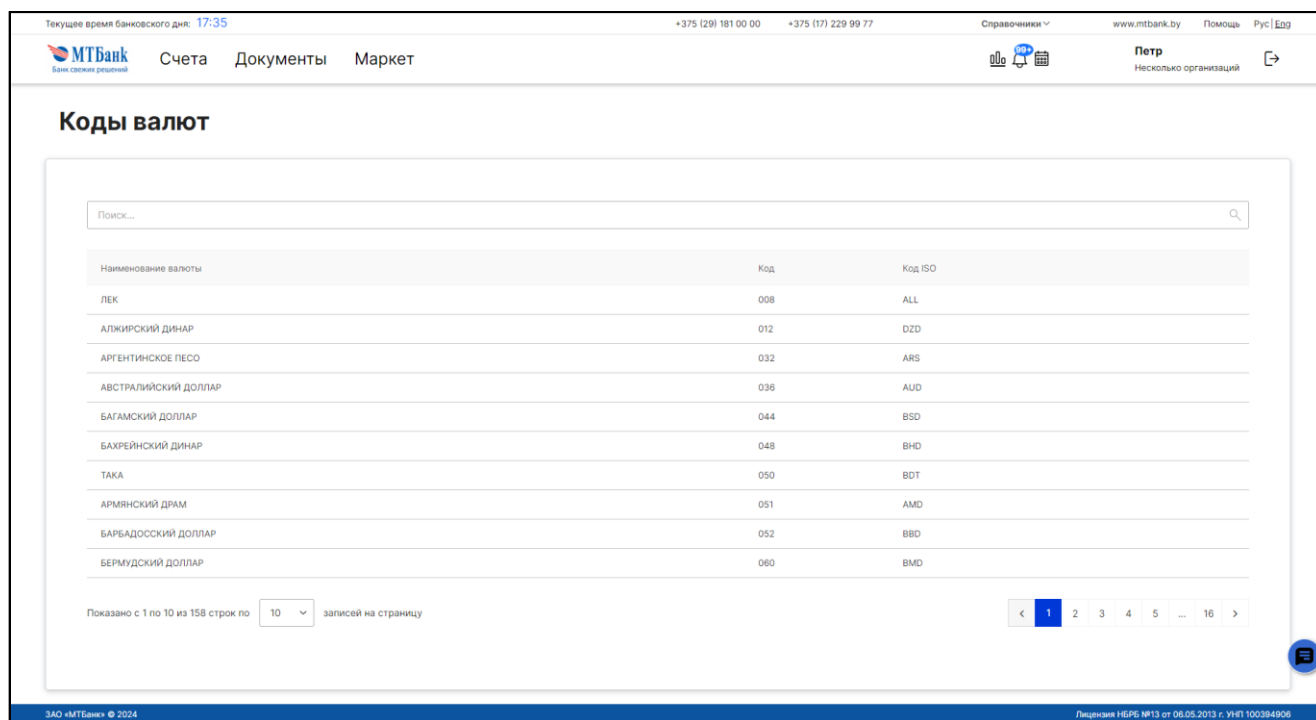 Текущее время банковского дня: 17:35 +375 (29) 181 00 00 +375 (17) 229 99 77 Справочники www.mtbank.by Помощь Рус | Eng
МТБанк Счета Документы Маркет 99+ Петр
Банк свежих решений Несколько организаций
Коды валют
Поиск...
Наименование валюты Код Код ISO
ЛЕК 008 ALL
АЛЖИРСКИЙ ДИНАР 012 DZD
АРГЕНТИНСКОЕ ПЕСО 032 ARS
АВСТРАЛИЙСКИЙ ДОЛЛАР 036 AUD
БАГАМСКИЙ ДОЛЛАР 044 BSD
БАХРЕЙНСКИЙ ДИНАР 048 BHD
ТАКА 050 BDT
АРМЯНСКИЙ ДРАМ 051 AMD
БАРБАДОССКИЙ ДОЛЛАР 052 BBD
БЕРМУДСКИЙ ДОЛЛАР 060 BMD
Показано с 1 по 10 из 158 строк по 10 записей на страницу < 1 2 3 4 5 ... 16 >
ЗАО «МТБанк» © 2024 Лицензия НБРБ №13 от 06.05.2013 г. УНП 100394906